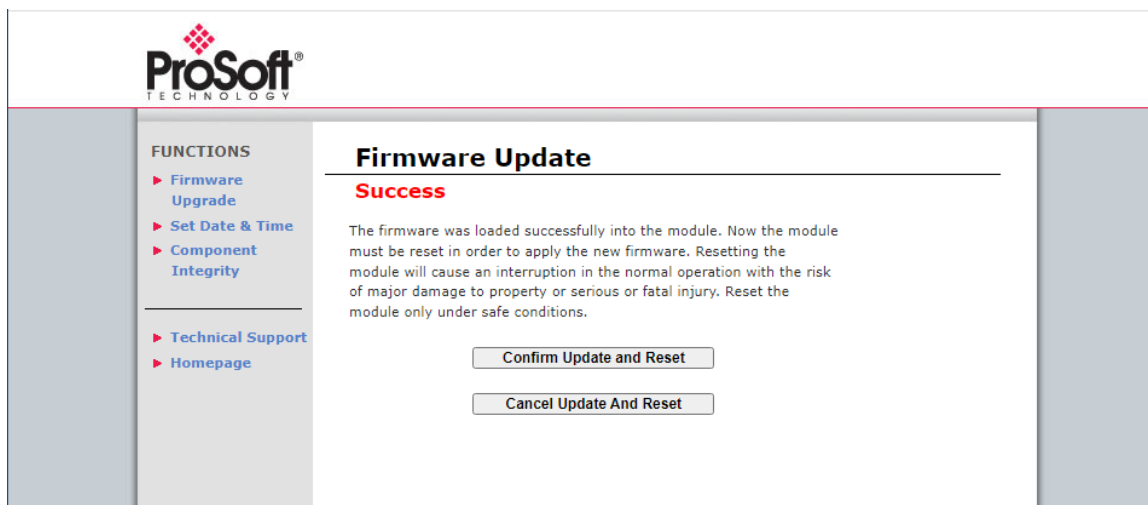 ProSoft®
TECHNOLOGY
FUNCTIONS
Firmware
Upgrade
Set Date & Time
Component
Integrity
Technical Support
Homepage
Firmware Update
Success
The firmware was loaded successfully into the module. Now the module
must be reset in order to apply the new firmware. Resetting the
module will cause an interruption in the normal operation with the risk
of major damage to property or serious or fatal injury. Reset the
module only under safe conditions.
Confirm Update and Reset
Cancel Update And Reset